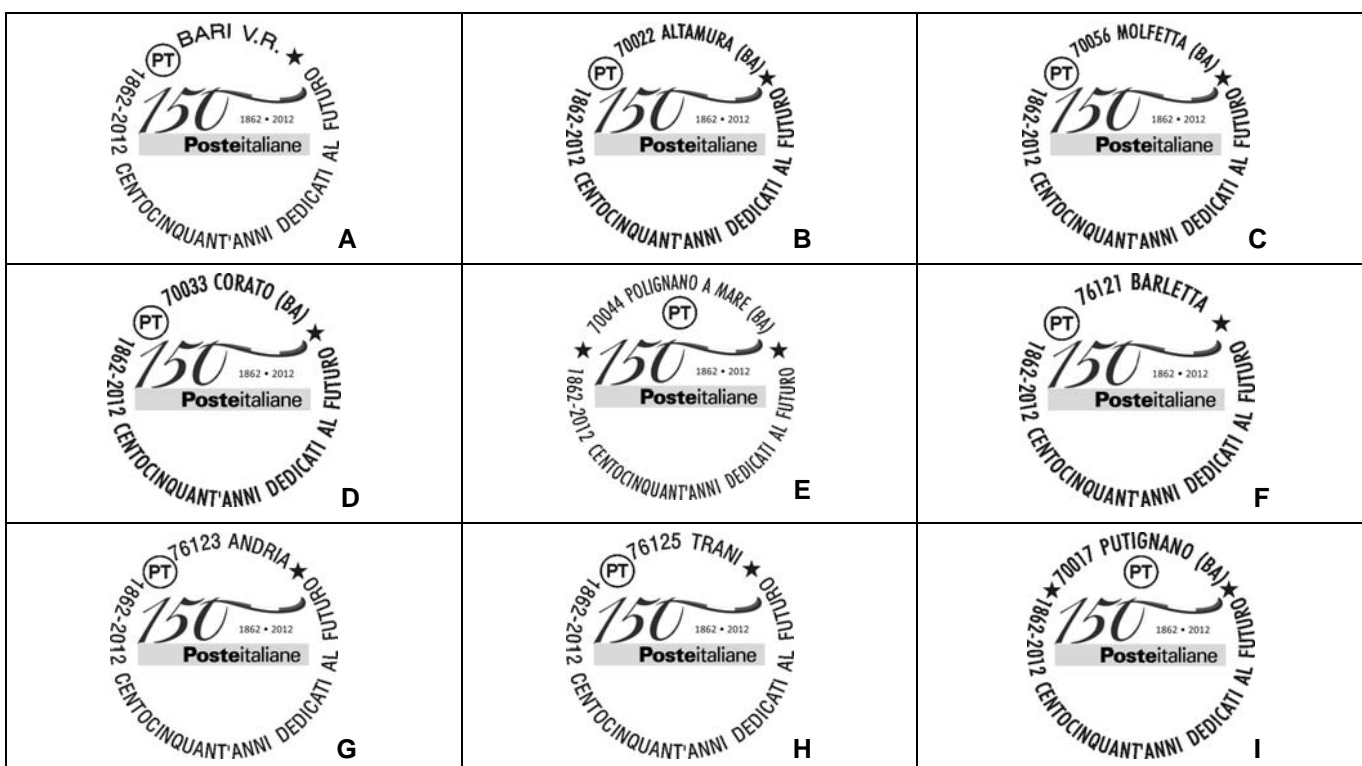 BARI V.R. ★
PT
150
1862 • 2012
Posteitaliane
1862-2012 CENTOCINQUANT'ANNI DEDICATI AL FUTURO
A
70022 ALTAMURA (BA) ★
PT
150
1862 • 2012
Posteitaliane
1862-2012 CENTOCINQUANT'ANNI DEDICATI AL FUTURO
B
70056 MOLFETTA (BA) ★
PT
150
1862 • 2012
Posteitaliane
1862-2012 CENTOCINQUANT'ANNI DEDICATI AL FUTURO
C
70033 CORATO (BA) ★
PT
150
1862 • 2012
Posteitaliane
1862-2012 CENTOCINQUANT'ANNI DEDICATI AL FUTURO
D
★ 70044 POLIGNANO A MARE (BA) ★
PT
150
1862 • 2012
Posteitaliane
1862-2012 CENTOCINQUANT'ANNI DEDICATI AL FUTURO
E
76121 BARLETTA ★
PT
150
1862 • 2012
Posteitaliane
1862-2012 CENTOCINQUANT'ANNI DEDICATI AL FUTURO
F
76123 ANDRIA ★
PT
150
1862 • 2012
Posteitaliane
1862-2012 CENTOCINQUANT'ANNI DEDICATI AL FUTURO
G
76125 TRANI ★
PT
150
1862 • 2012
Posteitaliane
1862-2012 CENTOCINQUANT'ANNI DEDICATI AL FUTURO
H
★ 70017 PUTIGNANO (BA) ★
PT
150
1862 • 2012
Posteitaliane
1862-2012 CENTOCINQUANT'ANNI DEDICATI AL FUTURO
I